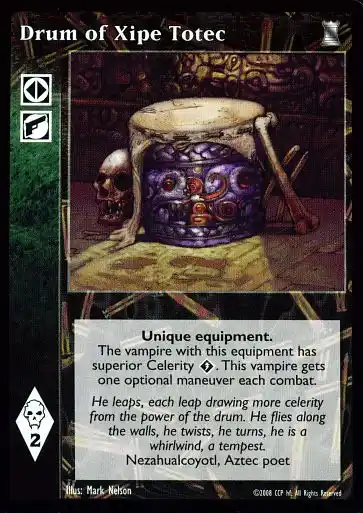 Drum of Xipe Totec
Unique equipment.
The vampire with this equipment has
superior Celerity. This vampire gets
one optional maneuver each combat.
He leaps, each leap drawing more celerity
from the power of the drum. He flies along
the walls, he twists, he turns, he is a
whirlwind, a tempest.
Nezahualcoyotl, Aztec poet
2
Illus: Mark Nelson
©2008 CCP hf. All Rights Reserved